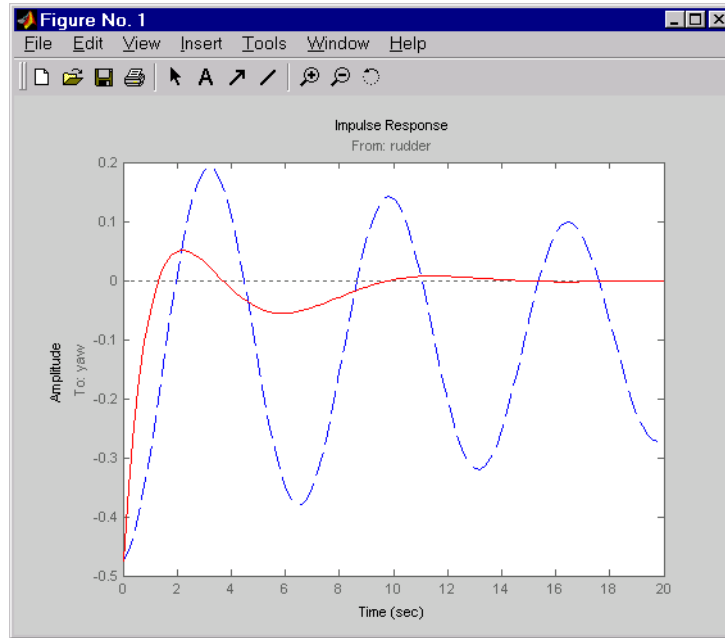 Figure No. 1
File Edit View Insert Tools Window Help
A
Impulse Response
From: rudder
Amplitude
To: yaw
0.2
0.1
0
-0.1
-0.2
-0.3
-0.4
-0.5
0 2 4 6 8 10 12 14 16 18 20
Time (sec)